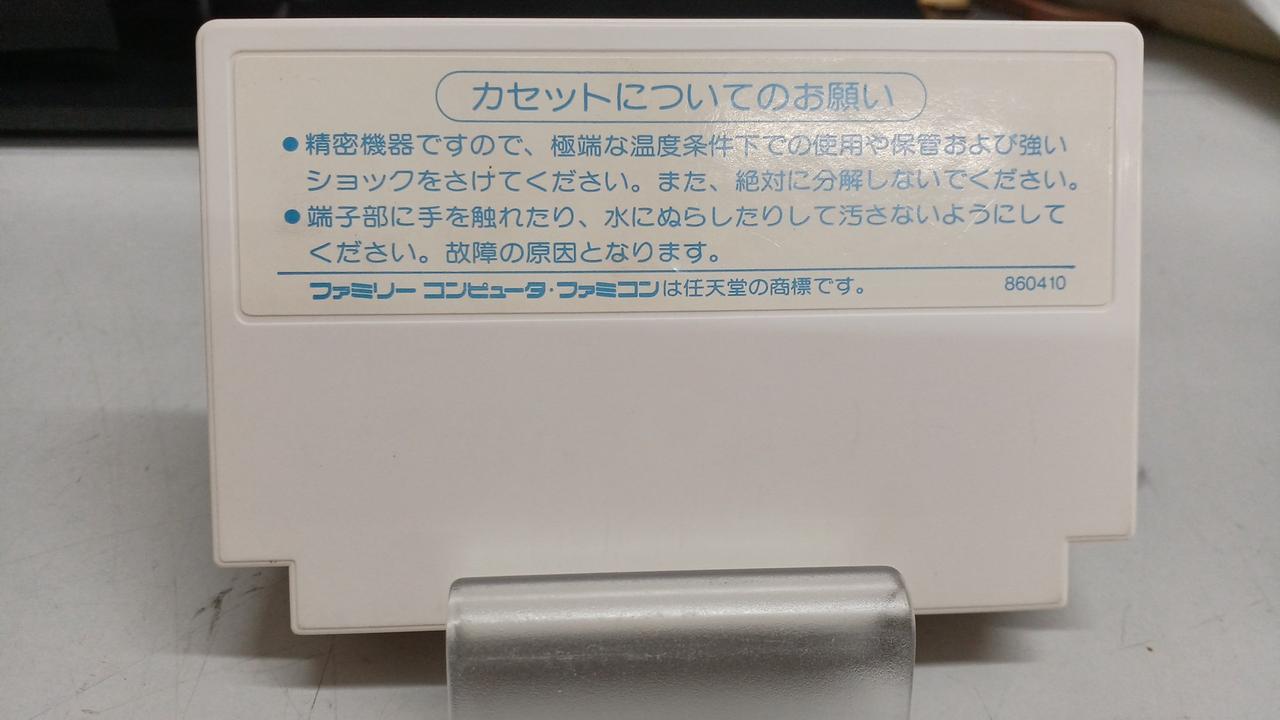 カセットについてのお願い
●精密機器ですので、極端な温度条件下での使用や保管および強い
ショックをさけてください。また、絶対に分解しないでください。
●端子部に手を触れたり、水にぬらしたりして汚さないようにして
ください。故障の原因となります。
ファミリー コンピュータ・ファミコンは任天堂の商標です。 860410